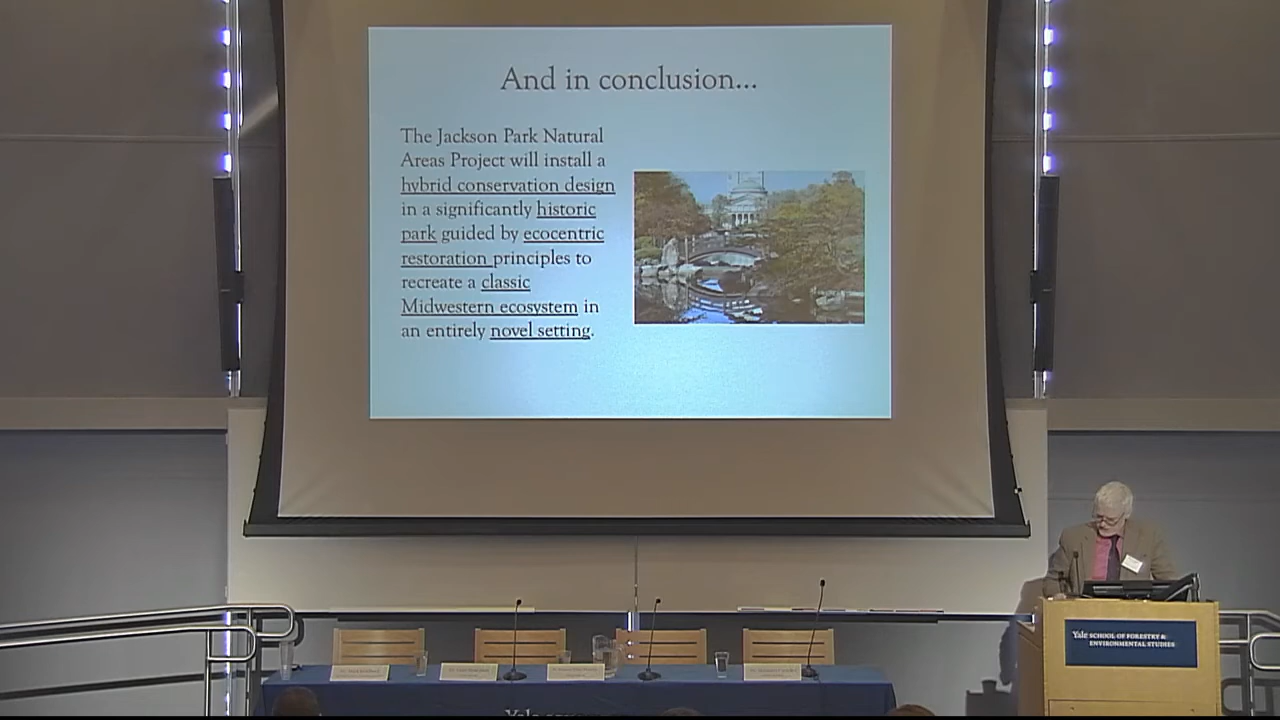 And in conclusion...
The Jackson Park Natural
Areas Project will install a
hybrid conservation design
in a significantly historic
park guided by ecocentric
restoration principles to
recreate a classic
Midwestern ecosystem in
an entirely novel setting.
Yale SCHOOL OF FORESTRY &
ENVIRONMENTAL STUDIES
Yale